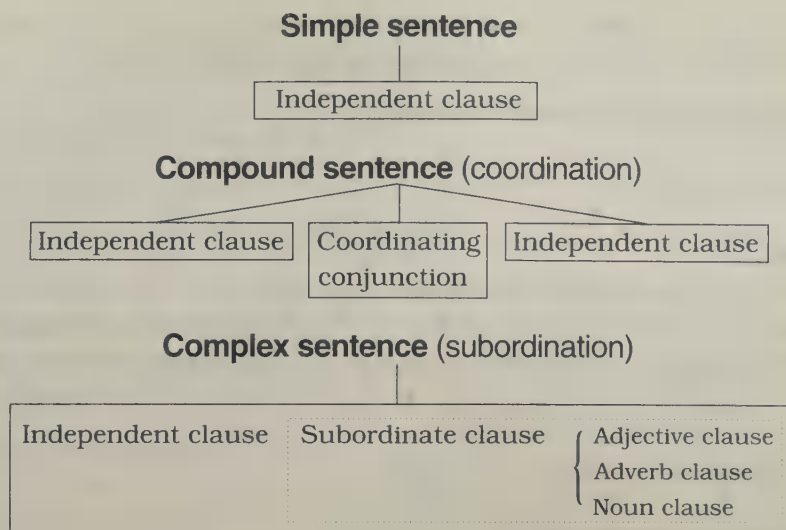 Simple sentence
Independent clause
Compound sentence (coordination)
Independent clause
Coordinating
conjunction
Independent clause
Complex sentence (subordination)
Independent clause
Subordinate clause
Adjective clause
Adverb clause
Noun clause